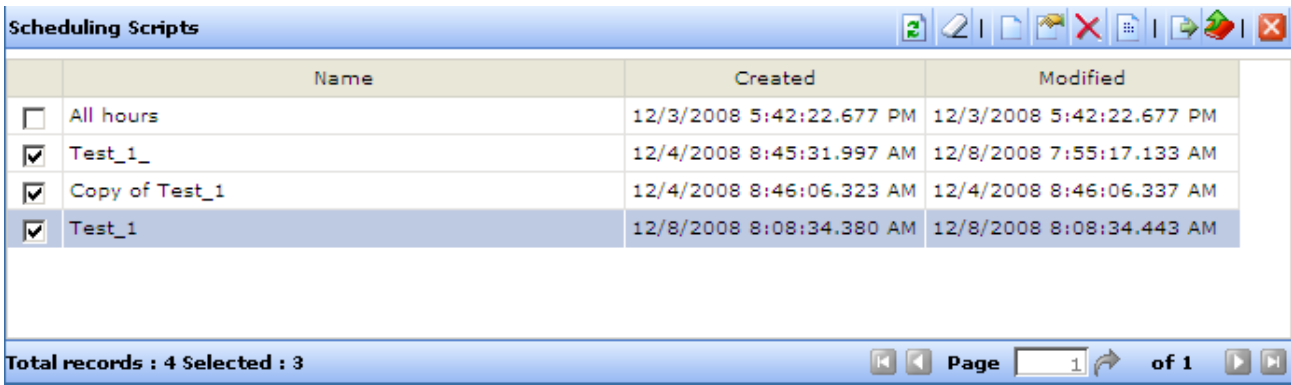 Scheduling Scripts
Name Created Modified
All hours 12/3/2008 5:42:22.677 PM 12/3/2008 5:42:22.677 PM
Test_1_ 12/4/2008 8:45:31.997 AM 12/8/2008 7:55:17.133 AM
Copy of Test_1 12/4/2008 8:46:06.323 AM 12/4/2008 8:46:06.337 AM
Test_1 12/8/2008 8:08:34.380 AM 12/8/2008 8:08:34.443 AM
Total records : 4 Selected : 3 Page 1 of 1